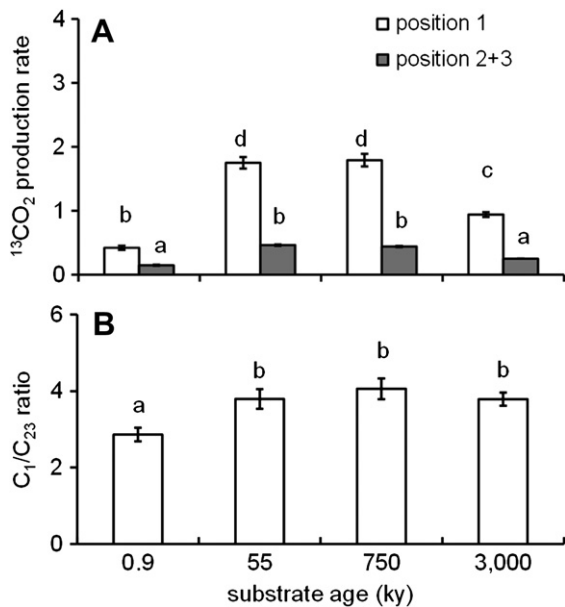 A
position 1
position 2+3
¹³CO₂ production rate
4
3
2
1
0
b
a
d
b
d
b
c
a
B
C₁/C₂₃ ratio
6
4
2
0
a
b
b
b
0.9 55 750 3,000
substrate age (ky)